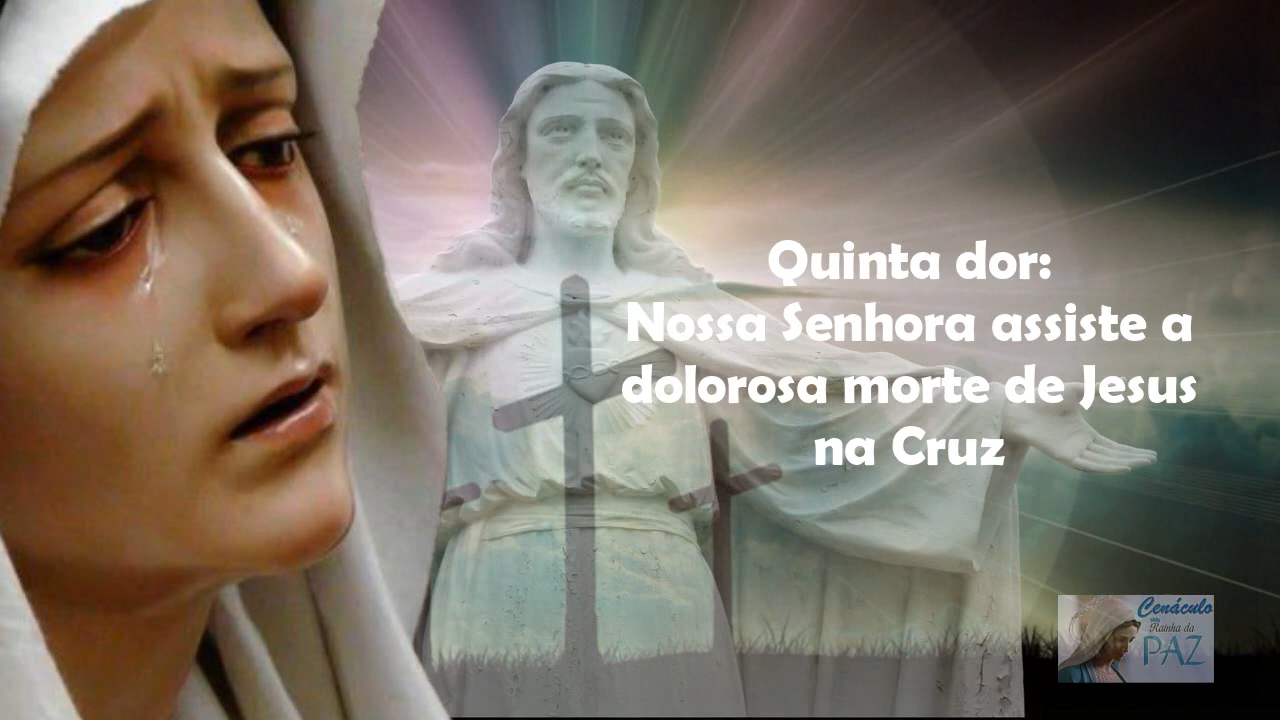 Quinta dor:
Nossa Senhora assiste a
dolorosa morte de Jesus
na Cruz
Cenáculo
Rainha da
PAZ